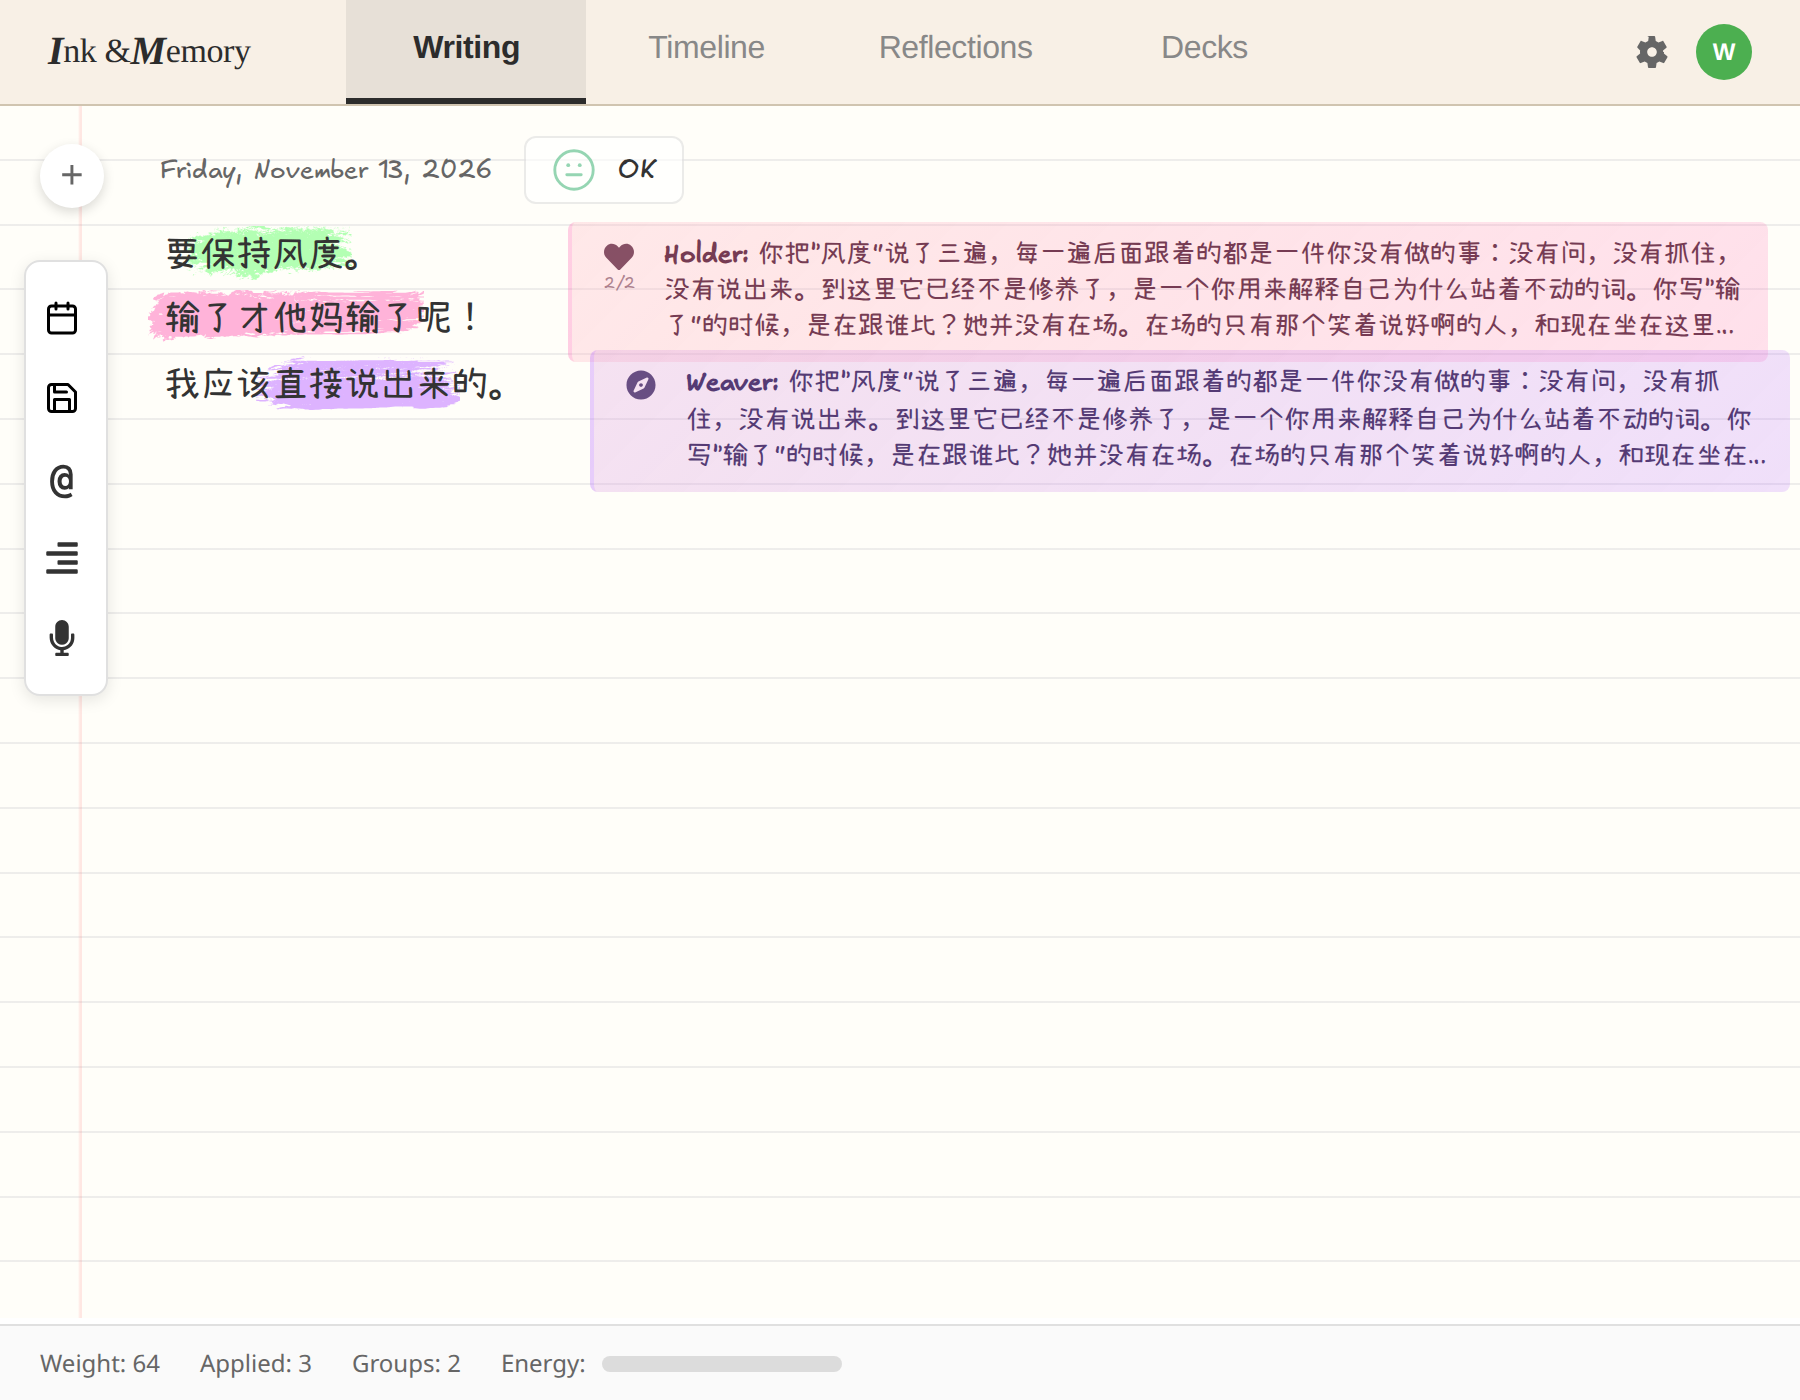 Ink & Memory
Writing
Timeline
Reflections
Decks
W
Friday, November 13, 2026
OK
要保持风度。
输了才他妈输了呢！
我应该直接说出来的。
Holder: 你把"风度"说了三遍，每一遍后面跟着的都是一件你没有做的事：没有问，没有抓住，
没有说出来。到这里它已经不是修养了，是一个你用来解释自己为什么站着不动的词。你写"输
了"的时候，是在跟谁比？她并没有在场。在场的只有那个笑着说好啊的人，和现在坐在这里...
2/2
Weaver: 你把"风度"说了三遍，每一遍后面跟着的都是一件你没有做的事：没有问，没有抓
住，没有说出来。到这里它已经不是修养了，是一个你用来解释自己为什么站着不动的词。你
写"输了"的时候，是在跟谁比？她并没有在场。在场的只有那个笑着说好啊的人，和现在坐在...
Weight: 64
Applied: 3
Groups: 2
Energy: